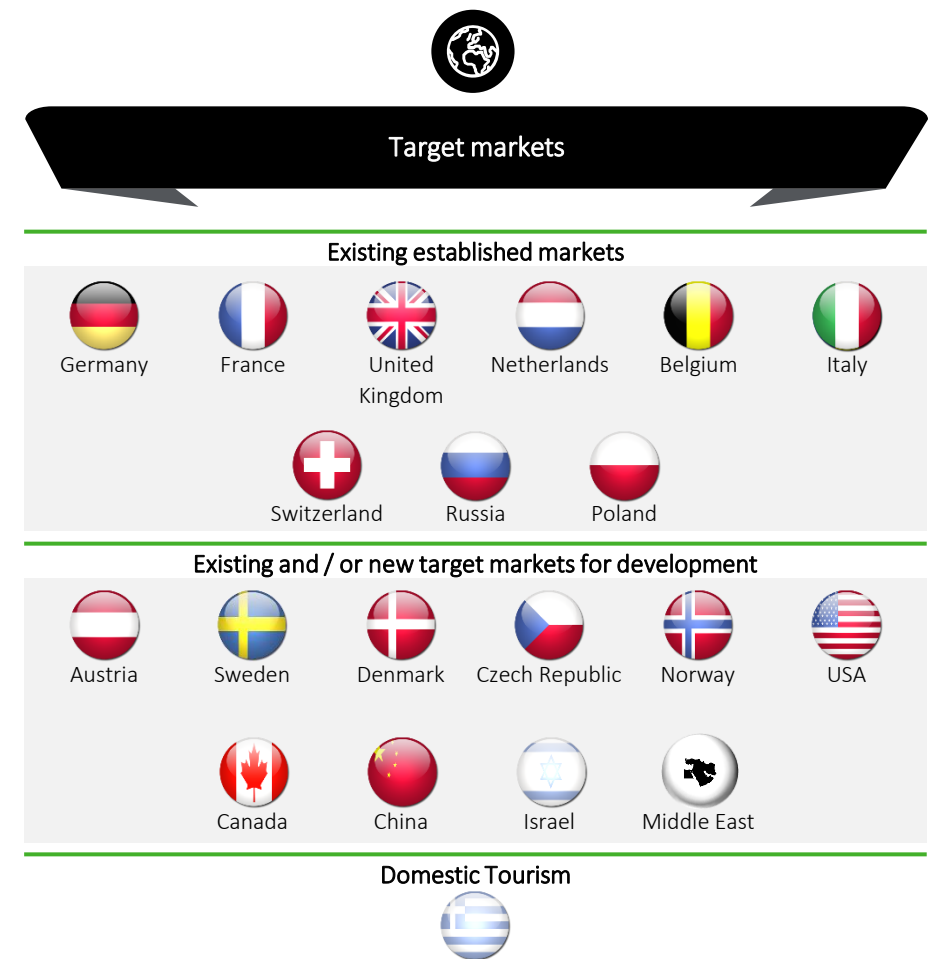 Target markets
Existing established markets
Germany
France
United
Kingdom
Netherlands
Belgium
Italy
Switzerland
Russia
Poland
Existing and / or new target markets for development
Austria
Sweden
Denmark
Czech Republic
Norway
USA
Canada
China
Israel
Middle East
Domestic Tourism